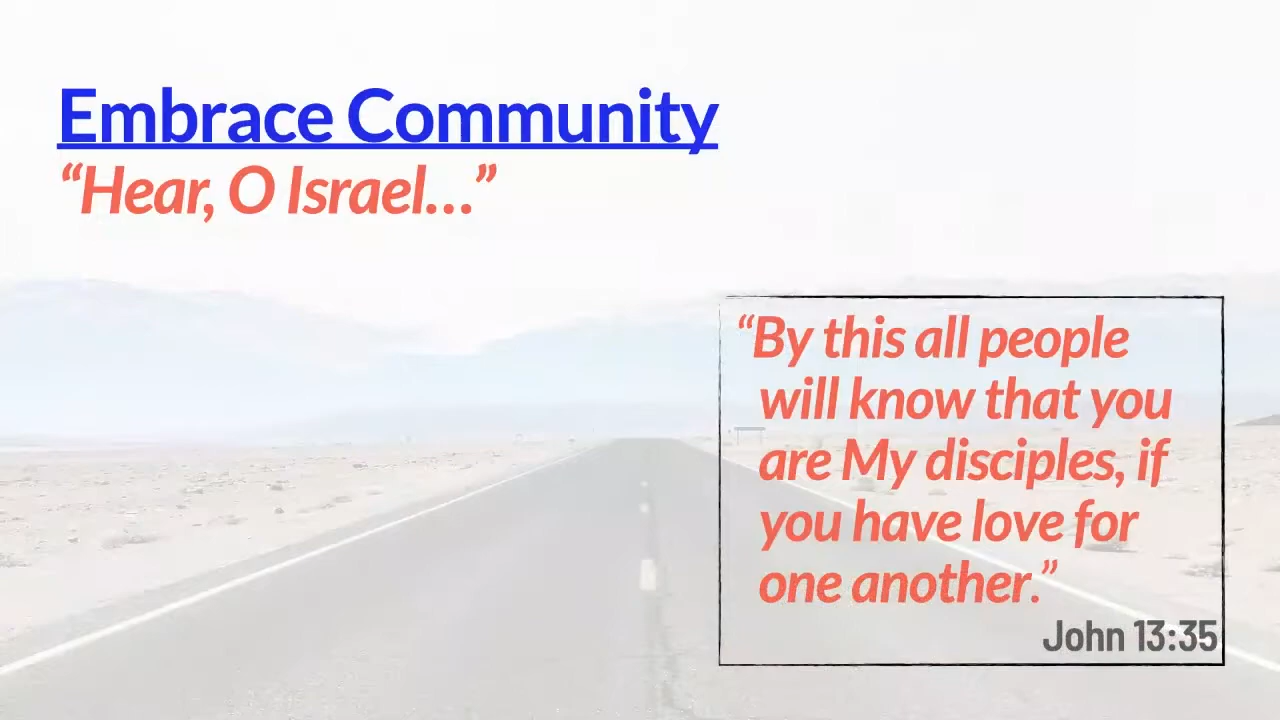 Embrace Community
“Hear, O Israel…”
“By this all people
will know that you
are My disciples, if
you have love for
one another.”
John 13:35